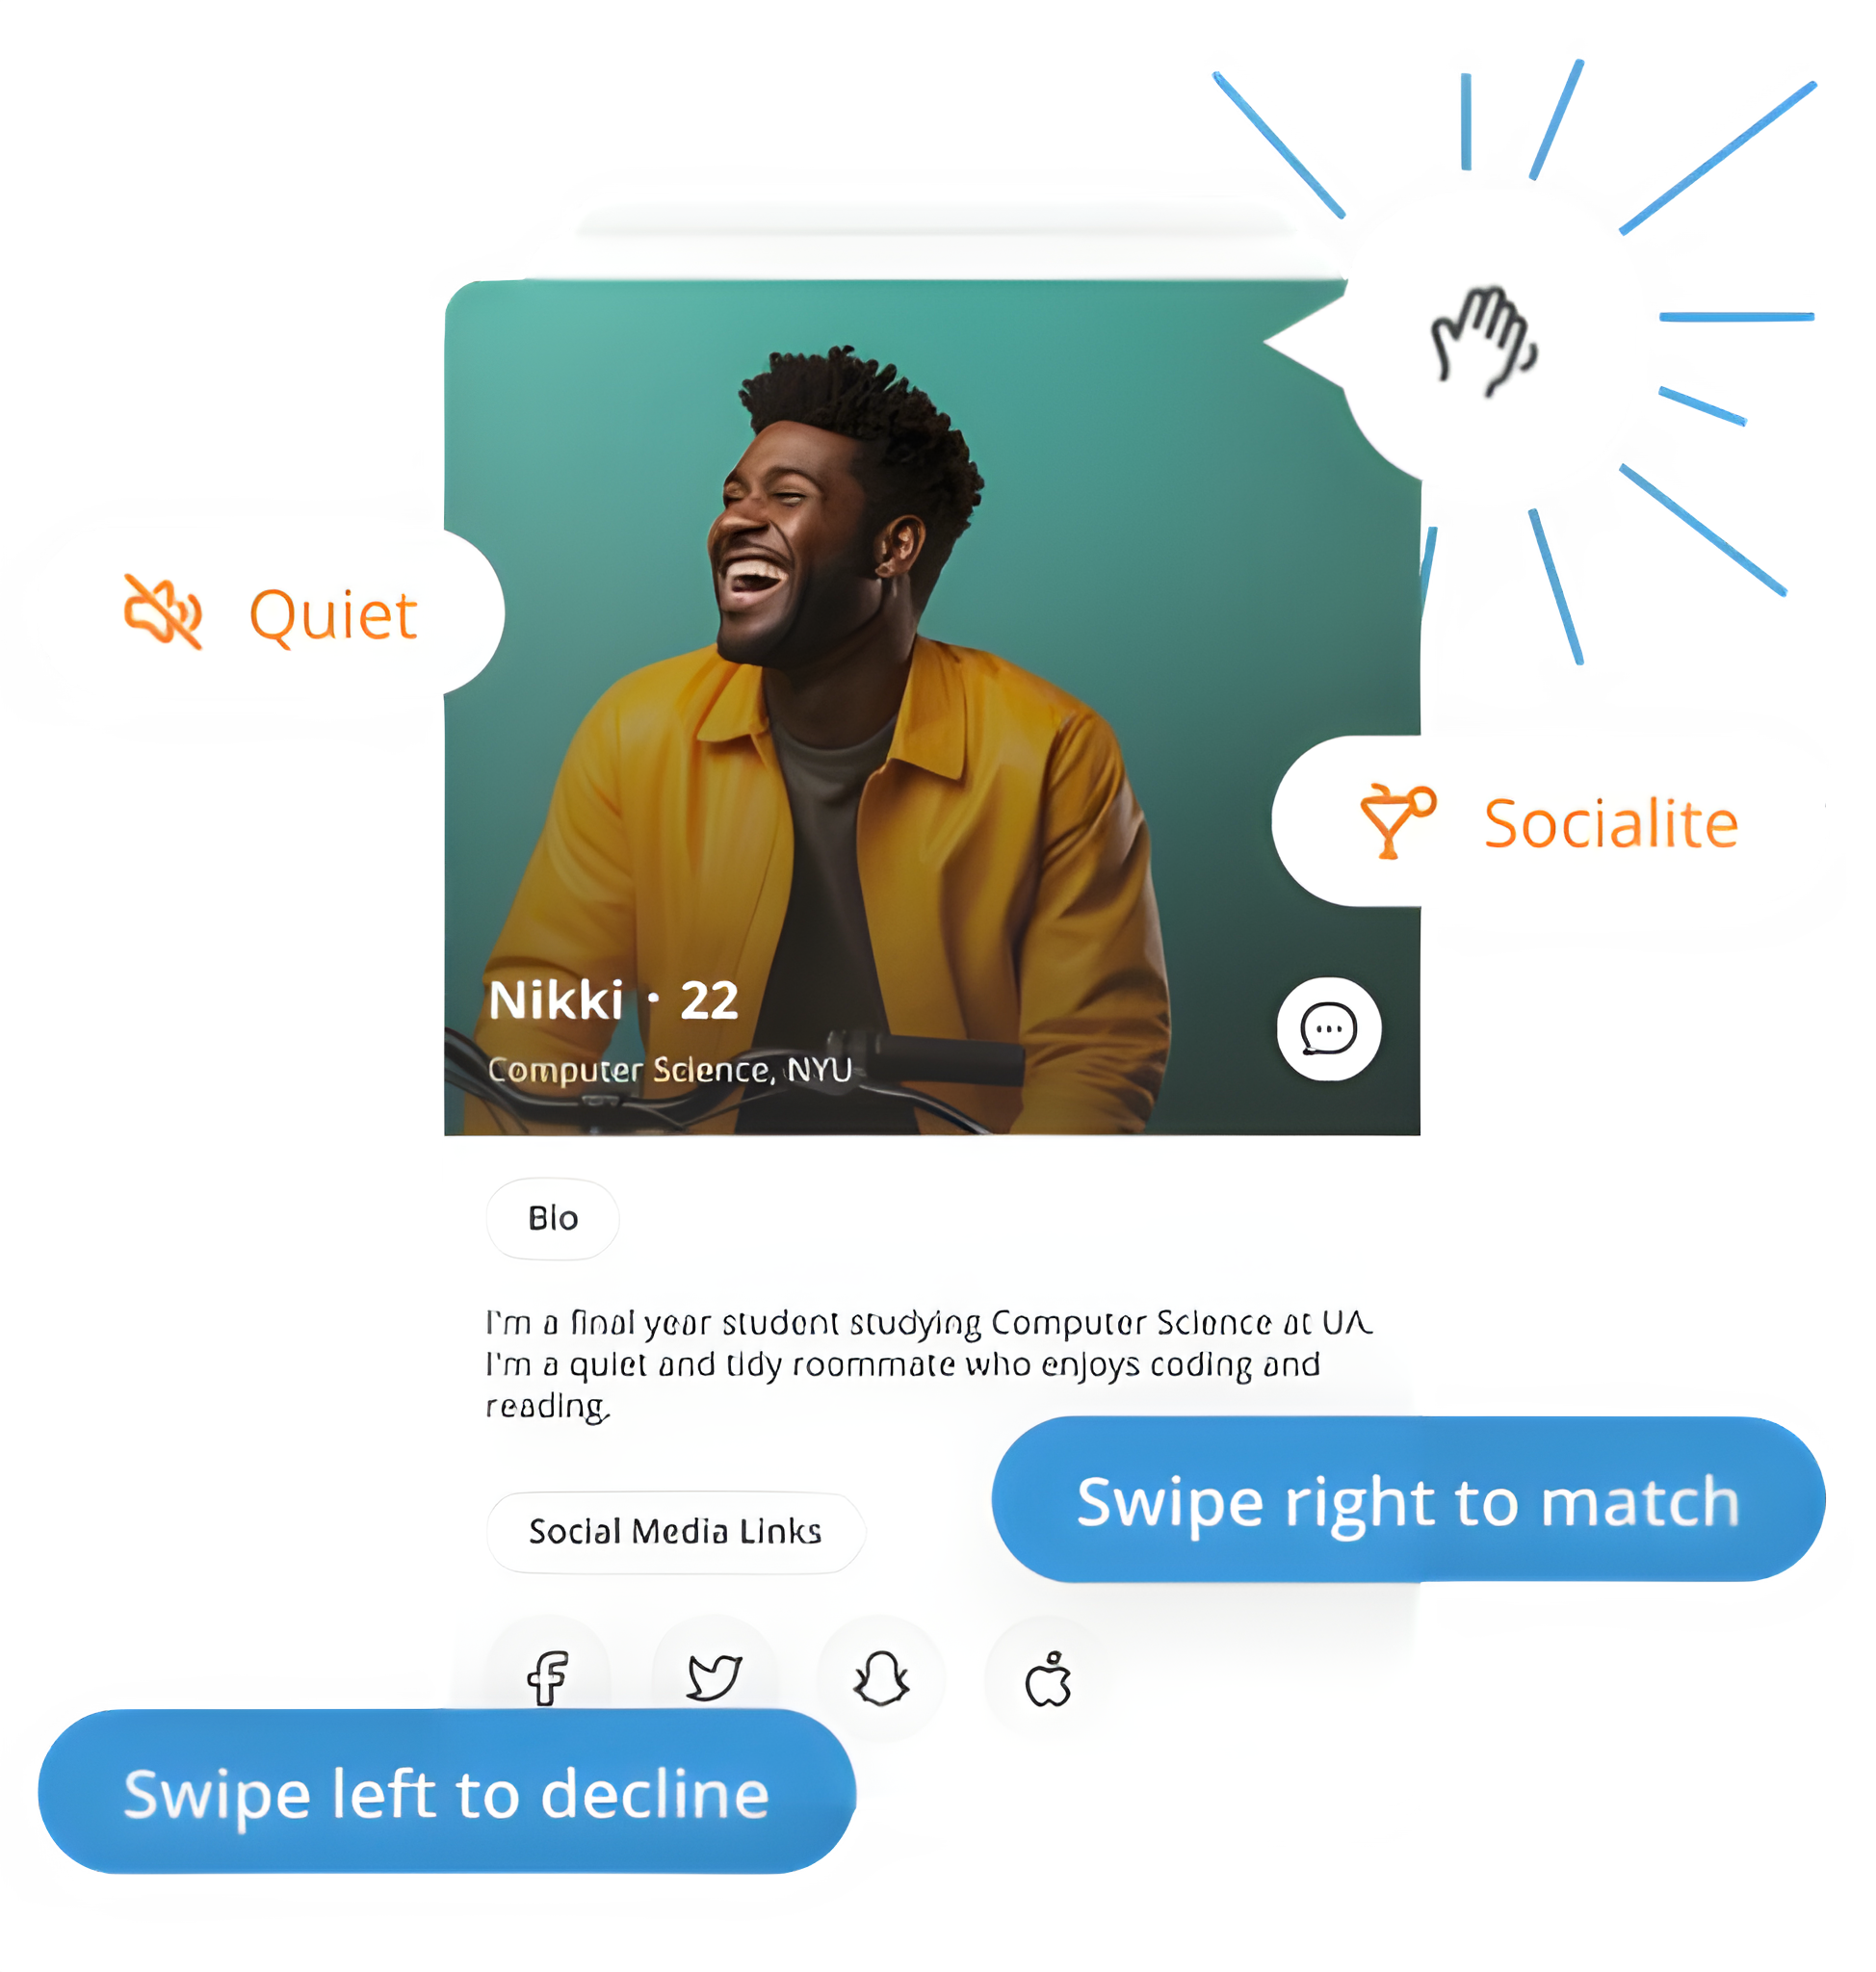 Quiet
Socialite
Nikki · 22
Computer Science, NYU
Bio
I'm a final year student studying Computer Science at UA.
I'm a quiet and tidy roommate who enjoys coding and
reading.
Swipe right to match
Social Media Links
Swipe left to decline